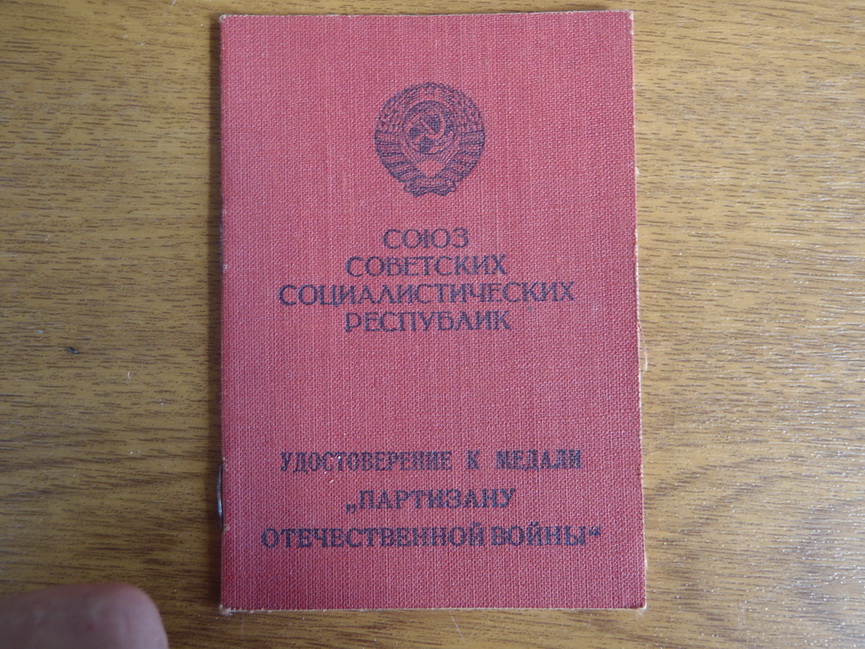 СОЮЗ
СОВЕТСКИХ
СОЦИАЛИСТИЧЕСКИХ
РЕСПУБЛИК
УДОСТОВЕРЕНИЕ К МЕДАЛИ
„ПАРТИЗАНУ
ОТЕЧЕСТВЕННОЙ ВОЙНЫ“